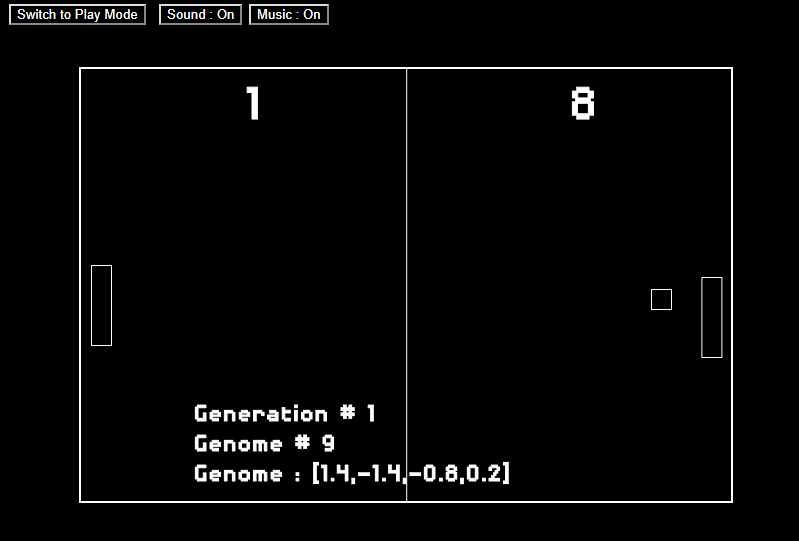 Switch to Play Mode Sound : On Music : On
1 8
Generation # 1
Genome # 9
Genome : [1.4,-1.4,-0.8,0.2]